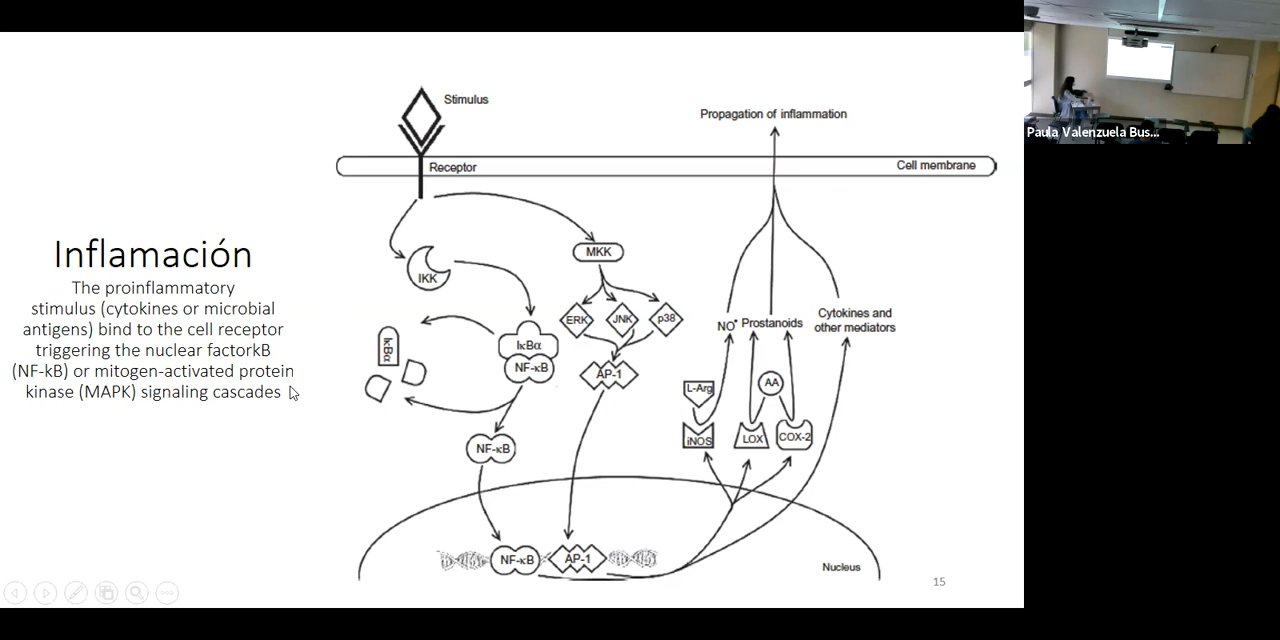 Stimulus
Propagation of inflammation
Receptor
Cell membrane
Inflamación
The proinflammatory
stimulus (cytokines or microbial
antigens) bind to the cell receptor
triggering the nuclear factorkB
(NF-kB) or mitogen-activated protein
kinase (MAPK) signaling cascades
IKK
MKK
ERK
JNK
p38
IκBα
IκBα
NF-κB
AP-1
NF-κB
NO• Prostanoids
Cytokines and
other mediators
L-Arg
AA
iNOS
LOX
COX-2
NF-κB
AP-1
Nucleus
15
Paula Valenzuela Bus...